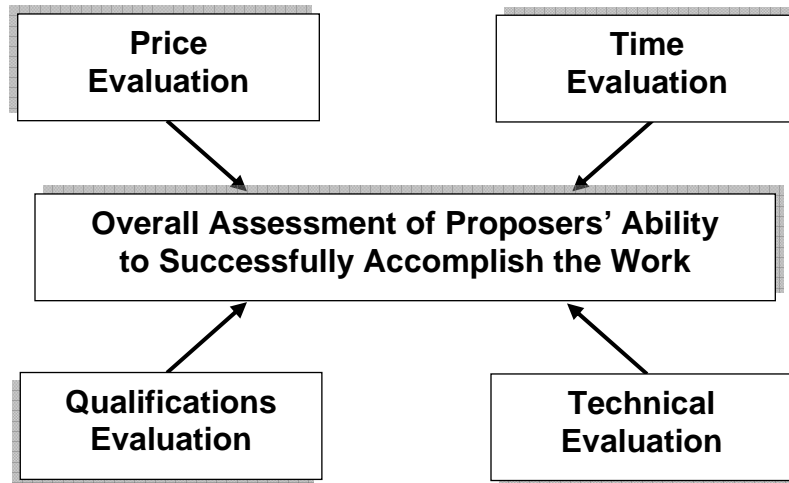 Price
Evaluation
Time
Evaluation
Overall Assessment of Proposers’ Ability
to Successfully Accomplish the Work
Qualifications
Evaluation
Technical
Evaluation